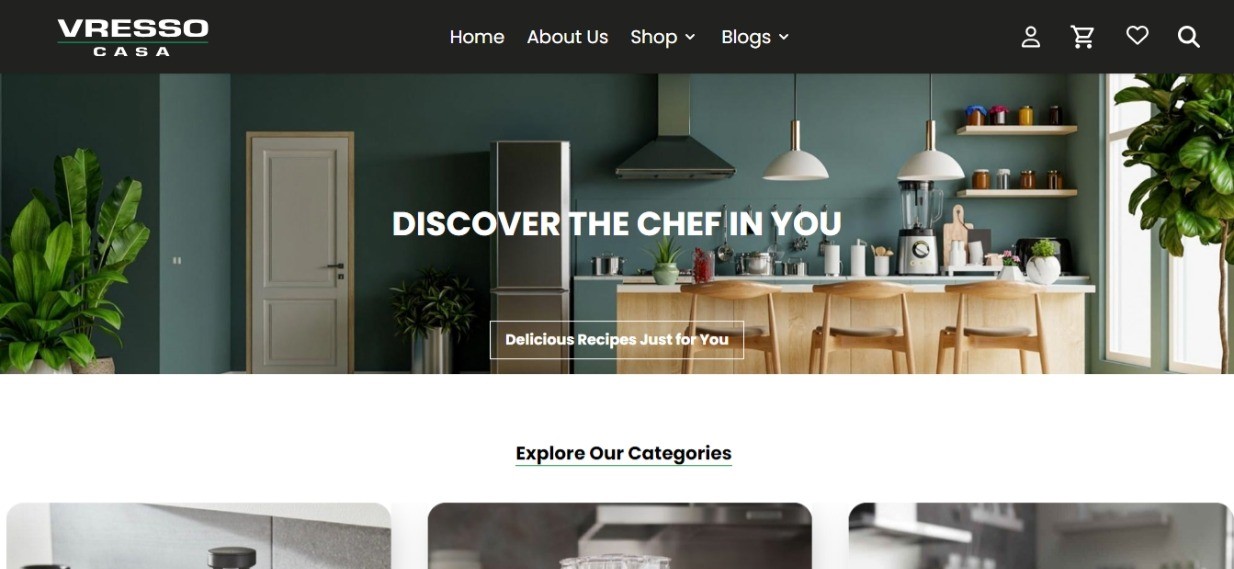 VRESSO
CASA
Home
About Us
Shop
Blogs
DISCOVER THE CHEF IN YOU
Delicious Recipes Just for You
Explore Our Categories